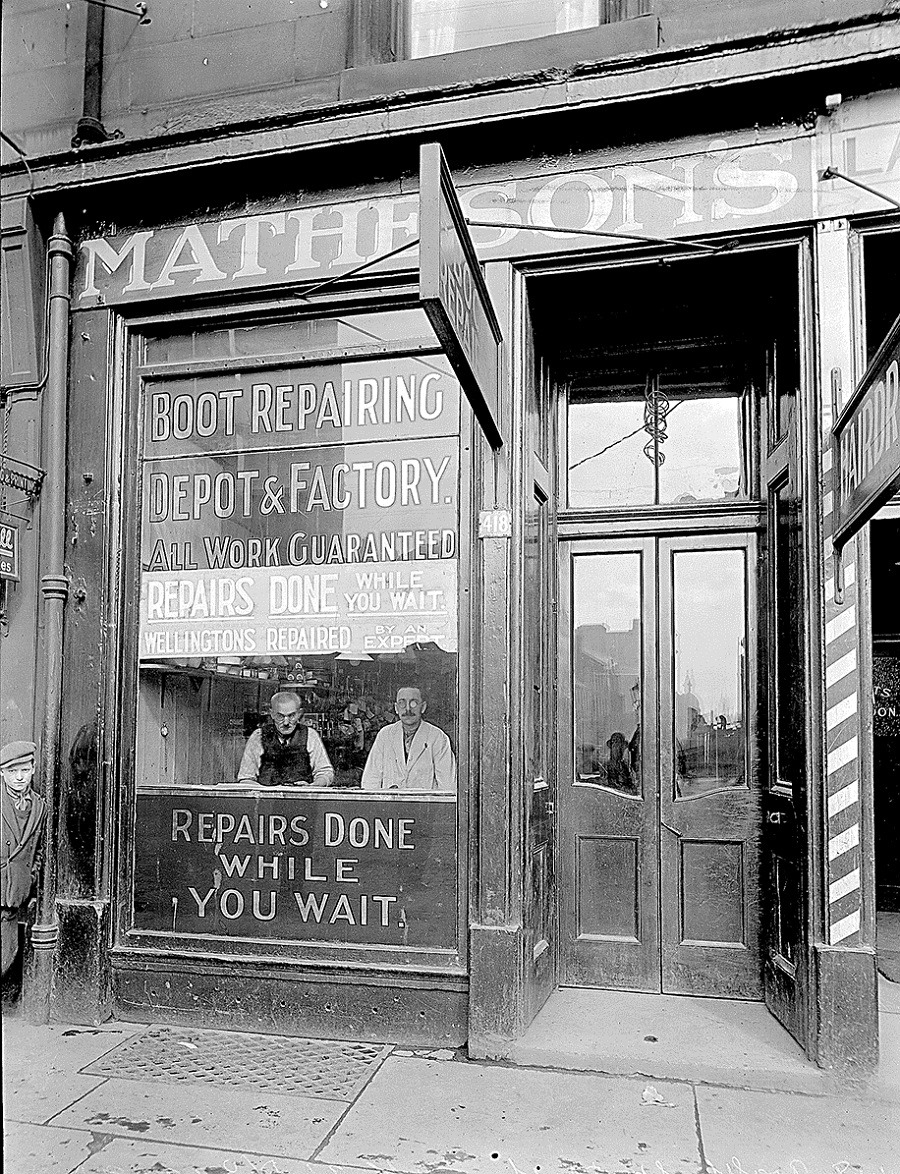 MATHESON'S
LA
BOOT REPAIRING
DEPOT & FACTORY.
418
ALL WORK GUARANTEED
REPAIRS DONE WHILE YOU WAIT.
WELLINGTONS REPAIRED BY AN EXPERT
REPAIRS DONE
WHILE
YOU WAIT.